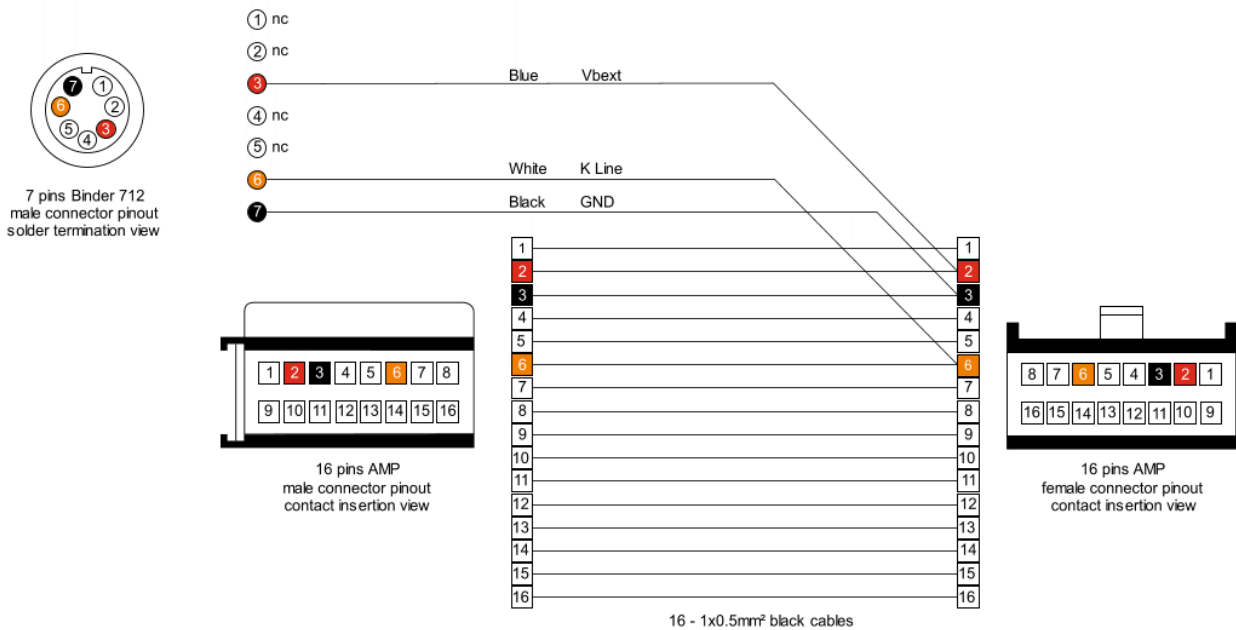 1 nc
2 nc
3 Blue Vbext
4 nc
5 nc
6 White K Line
7 Black GND
7 1
6 2
5 4 3
7 pins Binder 712
male connector pinout
solder termination view
1 1
2 2
3 3
4 4
5 5
6 6
7 7
8 8
9 9
10 10
11 11
12 12
13 13
14 14
15 15
16 16
16 - 1x0.5mm² black cables
1 2 3 4 5 6 7 8
9 10 11 12 13 14 15 16
16 pins AMP
male connector pinout
contact insertion view
8 7 6 5 4 3 2 1
16 15 14 13 12 11 10 9
16 pins AMP
female connector pinout
contact insertion view